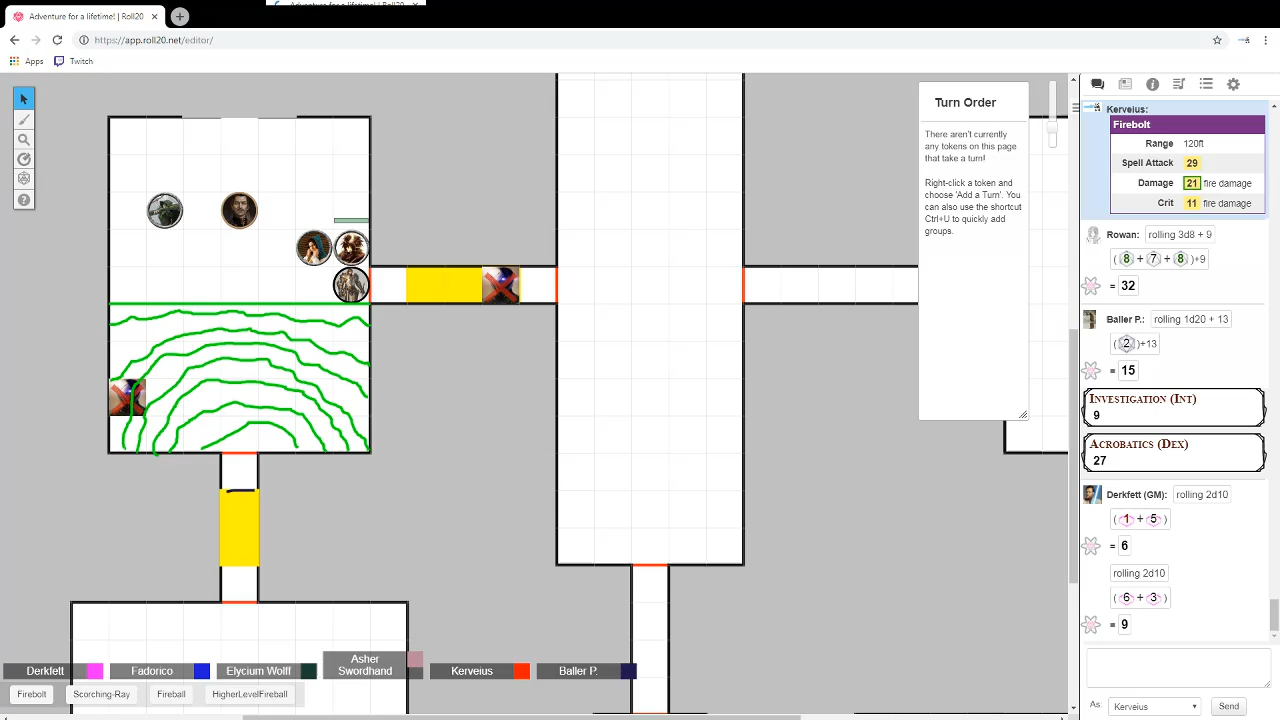 Adventure for a lifetime! | Roll20
Adventure for a lifetime! | Roll20
https://app.roll20.net/editor/
Apps
Twitch
Turn Order
There aren't currently
any tokens on this page
that take a turn!
Right-click a token and
choose 'Add a Turn'. You
can also use the shortcut
Ctrl+U to quickly add
groups.
Kerveius:
Firebolt
Range 120ft
Spell Attack 29
Damage 21 fire damage
Crit 11 fire damage
Rowan: rolling 3d8 + 9
(8+7+8)+9
= 32
Baller P.: rolling 1d20 + 13
(2)+13
= 15
Investigation (Int)
9
Acrobatics (Dex)
27
Derkfett (GM): rolling 2d10
(1+5)
= 6
rolling 2d10
(6+3)
= 9
Derkfett
Fadorico
Elycium Wolff
Asher
Swordhand
Kerveius
Baller P.
Firebolt
Scorching-Ray
Fireball
HigherLevelFireball
As:
Kerveius
Send